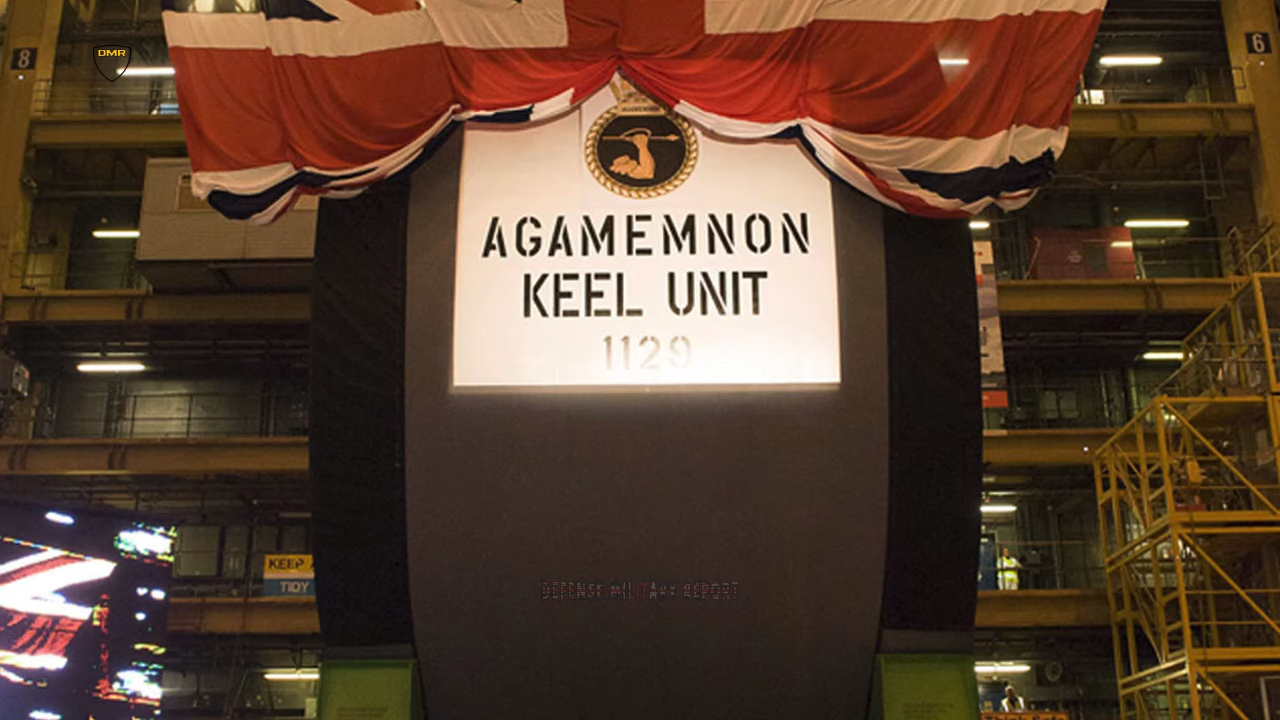 8
DMR
6
AGAMEMNON
KEEL UNIT
1129
KEEP
TIDY
DEFENSE MILITARY REPORT